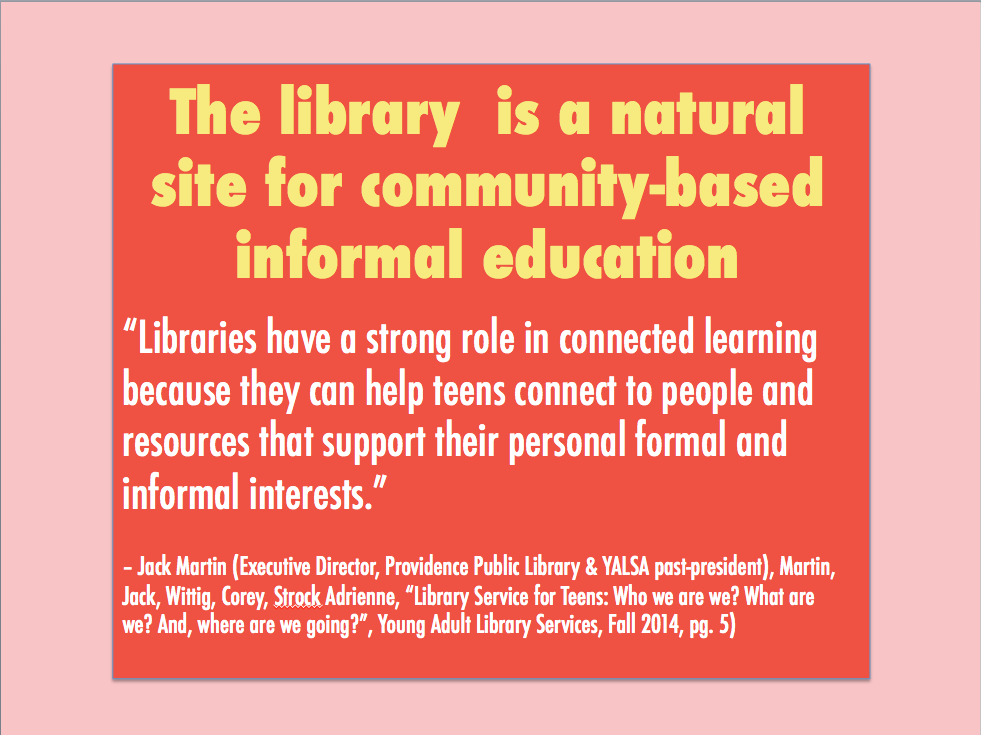 The library  is a natural
site for community-based
informal education
“Libraries have a strong role in connected learning
because they can help teens connect to people and
resources that support their personal formal and
informal interests.”
– Jack Martin (Executive Director, Providence Public Library & YALSA past-president), Martin,
Jack, Wittig, Corey, Strock Adrienne, “Library Service for Teens: Who we are we? What are
we? And, where are we going?”, Young Adult Library Services, Fall 2014, pg. 5)